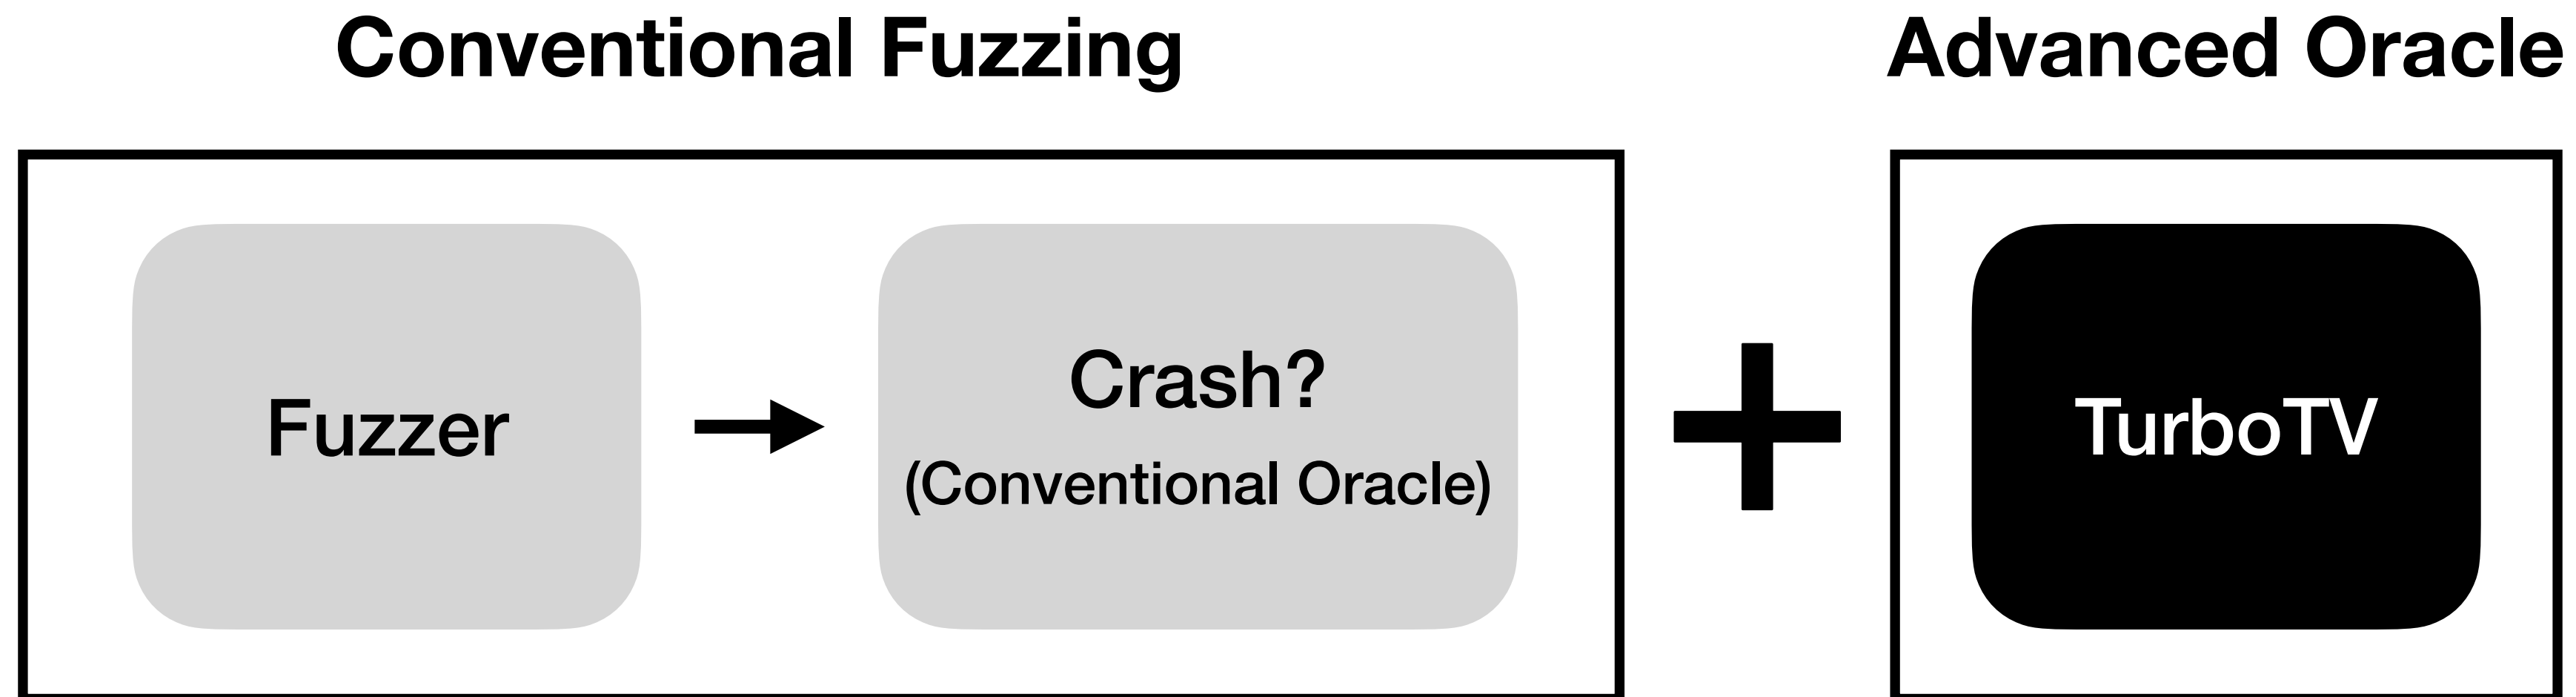 Conventional Fuzzing
Advanced Oracle
Fuzzer
Crash?
(Conventional Oracle)
TurboTV